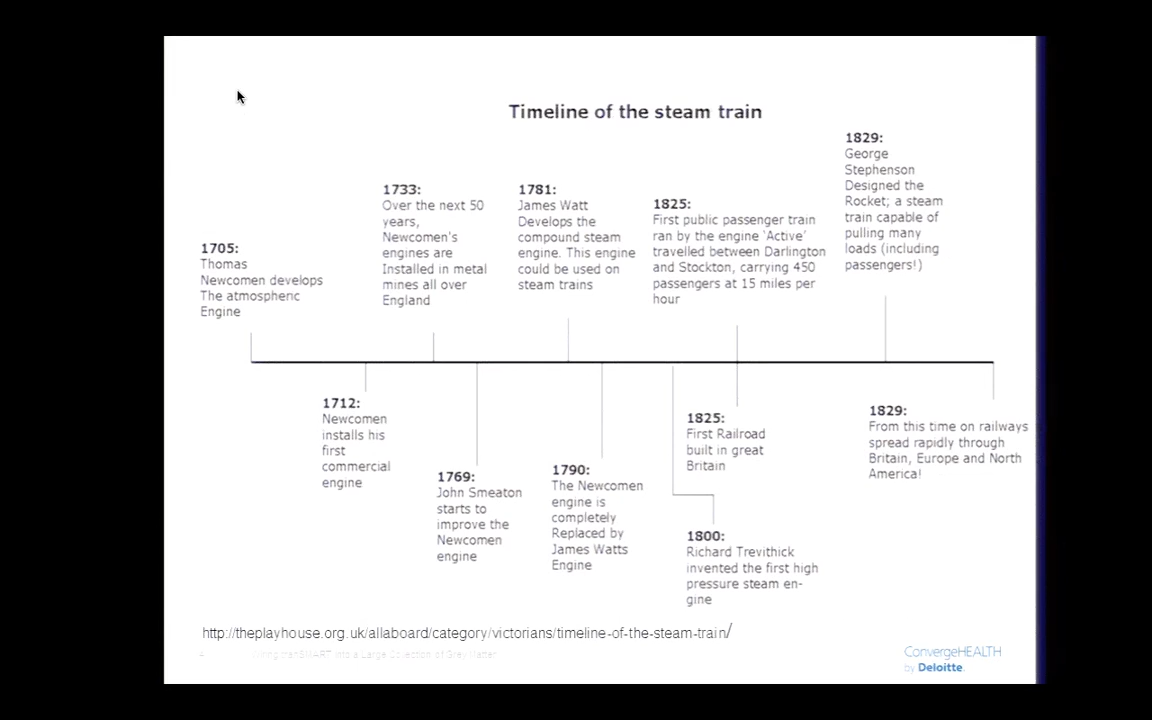 Timeline of the steam train
1705:
Thomas
Newcomen develops
The atmospheric
Engine
1733:
Over the next 50
years,
Newcomen's
engines are
Installed in metal
mines all over
England
1781:
James Watt
Develops the
compound steam
engine. This engine
could be used on
steam trains
1825:
First public passenger train
ran by the engine 'Active'
travelled between Darlington
and Stockton, carrying 450
passengers at 15 miles per
hour
1829:
George
Stephenson
Designed the
Rocket; a steam
train capable of
pulling many
loads (including
passengers!)
1712:
Newcomen
installs his
first
commercial
engine
1769:
John Smeaton
starts to
improve the
Newcomen
engine
1790:
The Newcomen
engine is
completely
Replaced by
James Watts
Engine
1825:
First Railroad
built in great
Britain
1800:
Richard Trevithick
invented the first high
pressure steam en-
gine
1829:
From this time on railways
spread rapidly through
Britain, Europe and North
America!
http://theplayhouse.org.uk/allaboard/category/victorians/timeline-of-the-steam-train/
tranSMART into a Large Collection of Grey Matter
ConvergeHEALTH
by Deloitte.